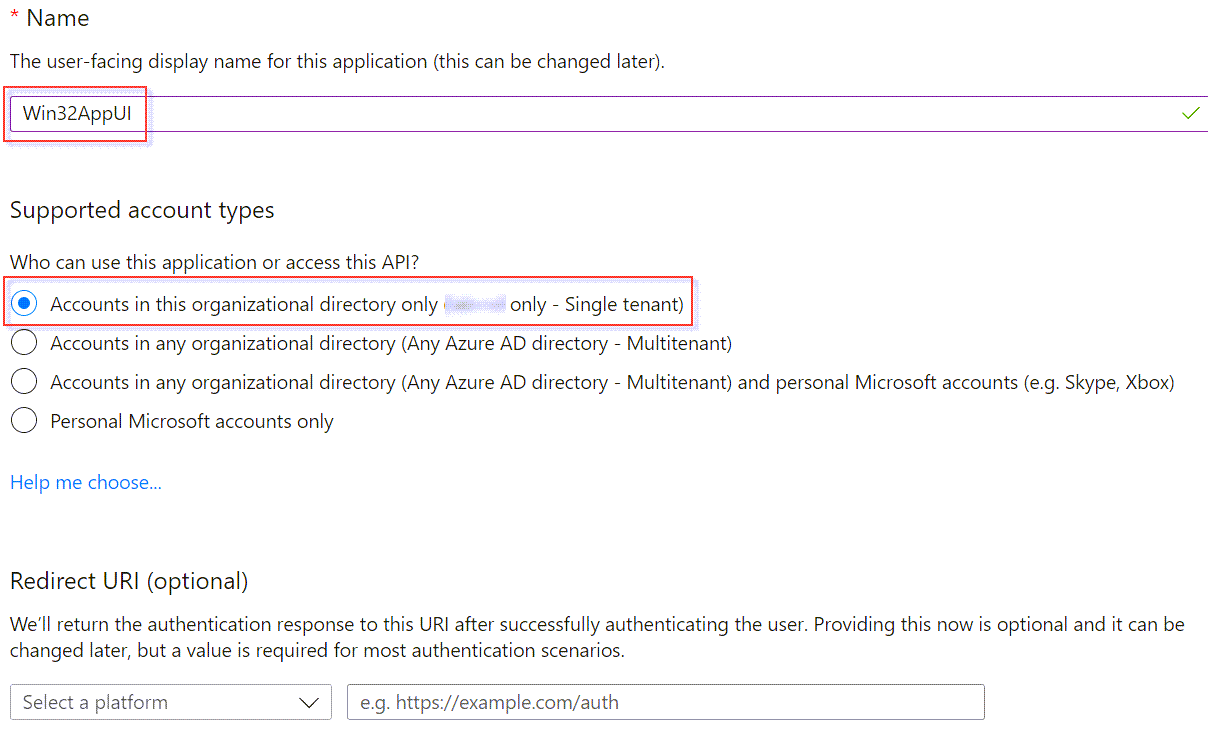 * Name
The user-facing display name for this application (this can be changed later).
Win32AppUI
Supported account types
Who can use this application or access this API?
Accounts in this organizational directory only only - Single tenant)
Accounts in any organizational directory (Any Azure AD directory - Multitenant)
Accounts in any organizational directory (Any Azure AD directory - Multitenant) and personal Microsoft accounts (e.g. Skype, Xbox)
Personal Microsoft accounts only
Help me choose...
Redirect URI (optional)
We'll return the authentication response to this URI after successfully authenticating the user. Providing this now is optional and it can be
changed later, but a value is required for most authentication scenarios.
Select a platform
e.g. https://example.com/auth